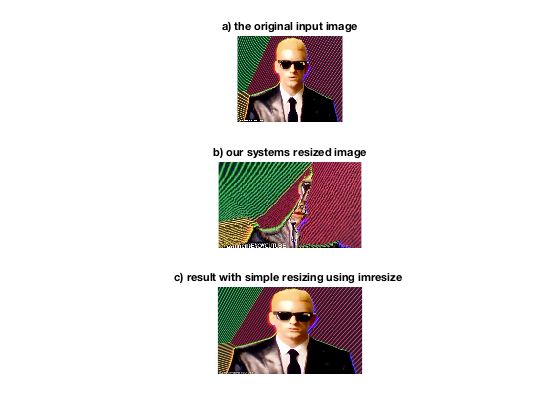 a) the original input image
b) our systems resized image
c) result with simple resizing using imresize